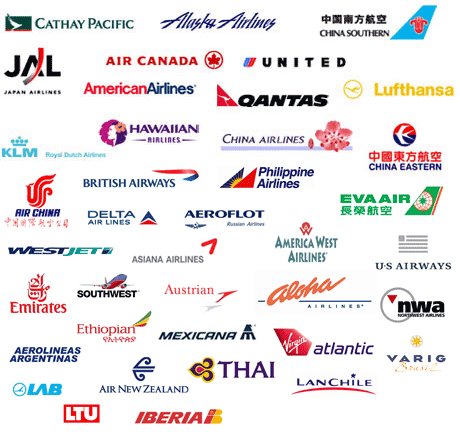 CATHAY PACIFIC
Alaska Airlines
中国南方航空
CHINA SOUTHERN
JAL
JAPAN AIRLINES
AIR CANADA
UNITED
AmericanAirlines
QANTAS
Lufthansa
KLM Royal Dutch Airlines
HAWAIIAN
AIRLINES
CHINA AIRLINES
中國東方航空
CHINA EASTERN
AIR CHINA
中国国际航空公司
BRITISH AIRWAYS
Philippine
Airlines
EVA AIR
長榮航空
DELTA
AIR LINES
AEROFLOT
Russian Airlines
WESTJET
ASIANA AIRLINES
AMERICA WEST
AIRLINES
U·S AIRWAYS
Emirates
SOUTHWEST
Austrian
aloha
AIRLINES
nwa
NORTHWEST AIRLINES
Ethiopian
የኢትዮጵያ
MEXICANA
Virgin
atlantic
VARIG
Brasil
AEROLINEAS
ARGENTINAS
LAB
AIR NEW ZEALAND
THAI
LANCHILE
LTU
IBERIA